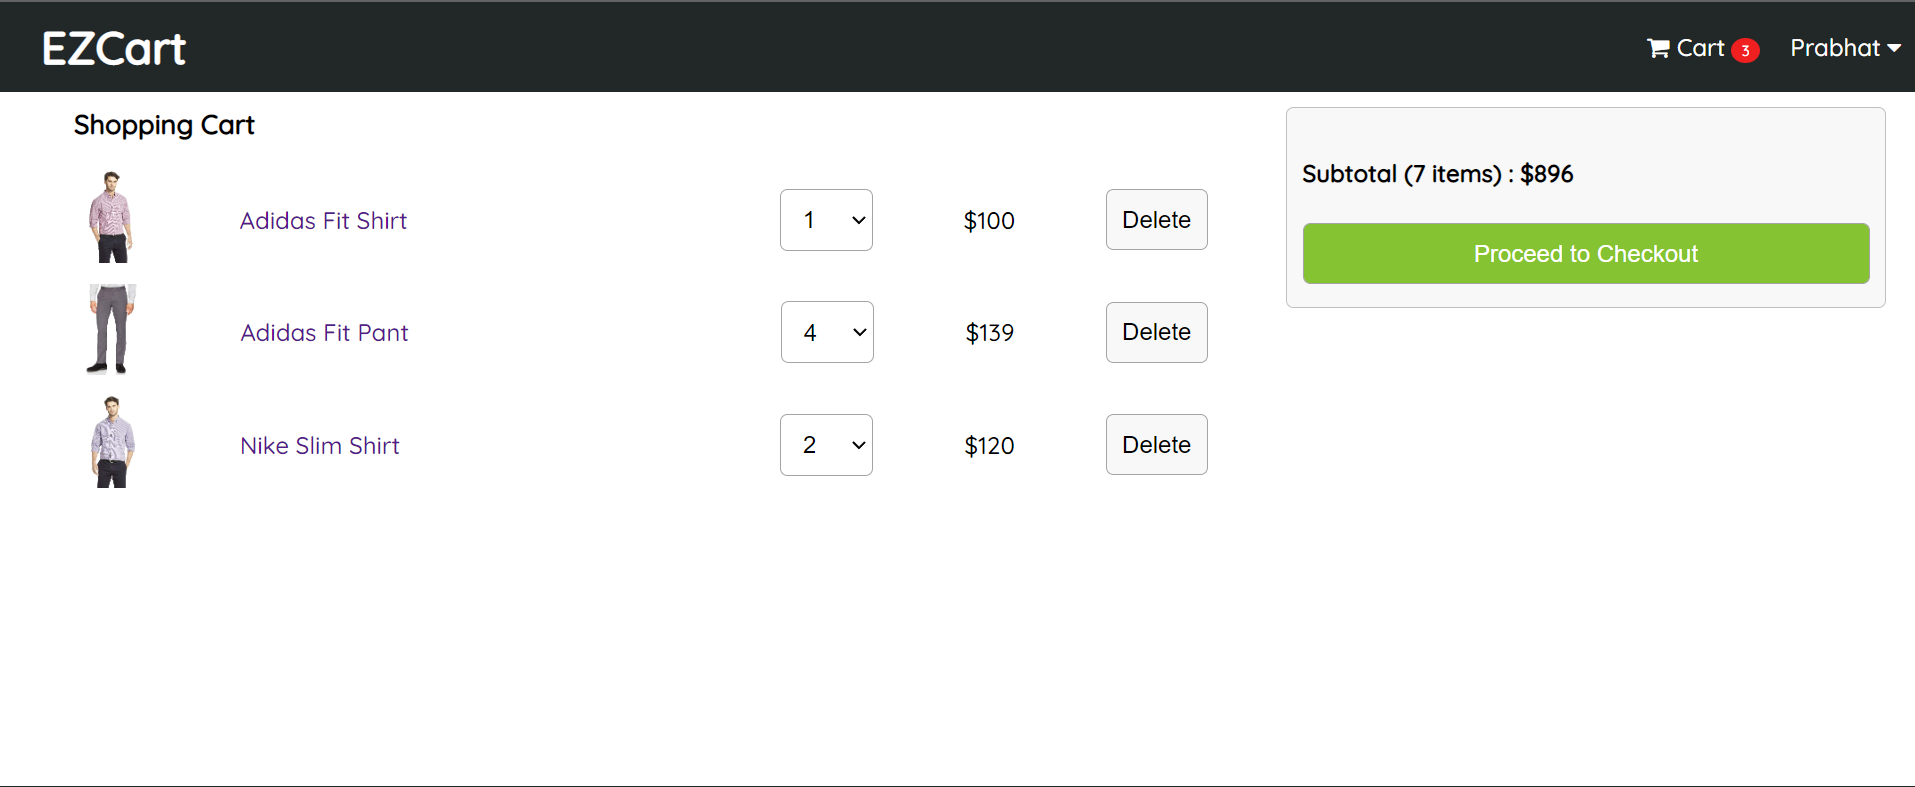 EZCart
Cart 3
Prabhat
Shopping Cart
Adidas Fit Shirt 1 $100 Delete
Adidas Fit Pant 4 $139 Delete
Nike Slim Shirt 2 $120 Delete
Subtotal (7 items) : $896
Proceed to Checkout